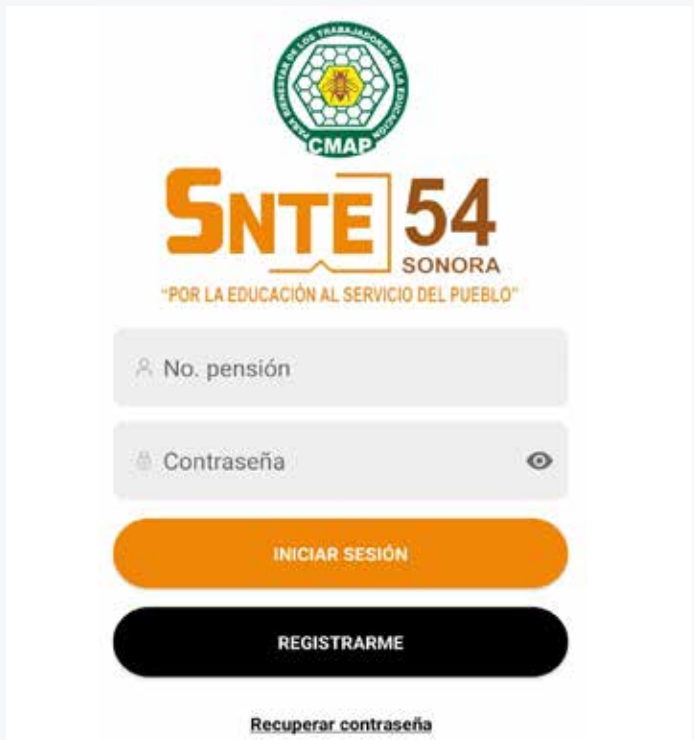 PARA BIENESTAR DE LOS TRABAJADORES DE LA EDUCACIÓN
CMAP
SNTE 54
SONORA
"POR LA EDUCACIÓN AL SERVICIO DEL PUEBLO"
No. pensión
Contraseña
INICIAR SESIÓN
REGISTRARME
Recuperar contraseña